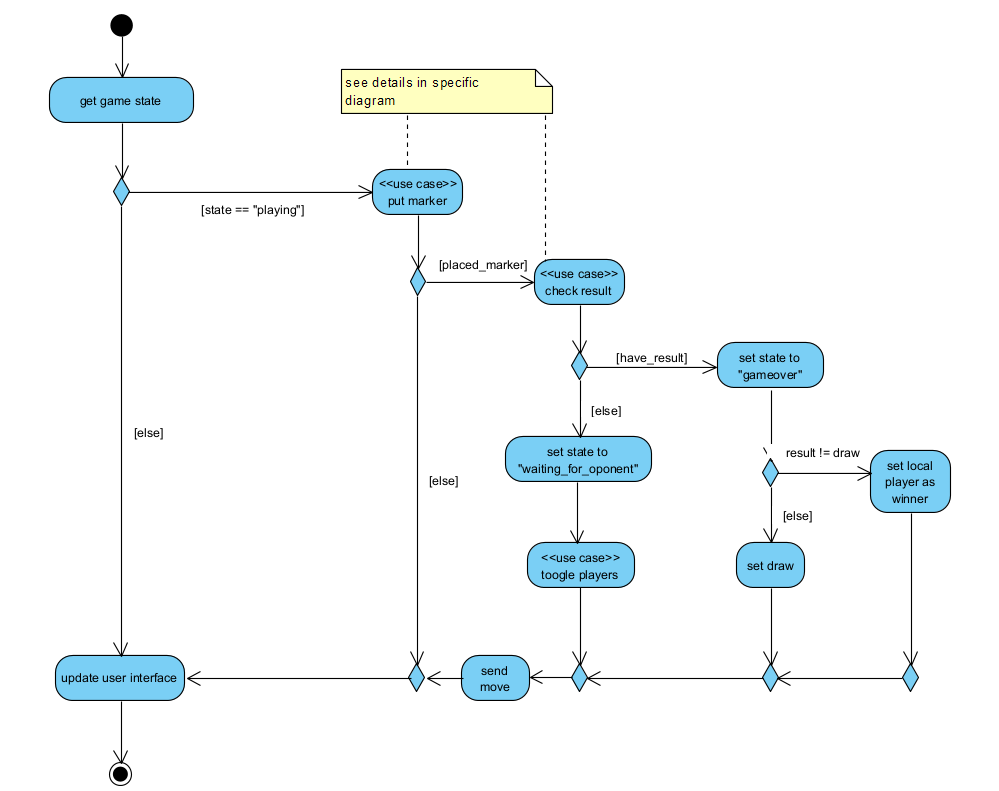 see details in specific
diagram
get game state
<<use case>>
put marker
[state == "playing"]
[placed_marker]
<<use case>>
check result
[have_result]
set state to
"gameover"
[else]
[else]
set state to
"waiting_for_oponent"
result != draw
set local
player as
winner
[else]
[else]
<<use case>>
toogle players
set draw
update user interface
send
move